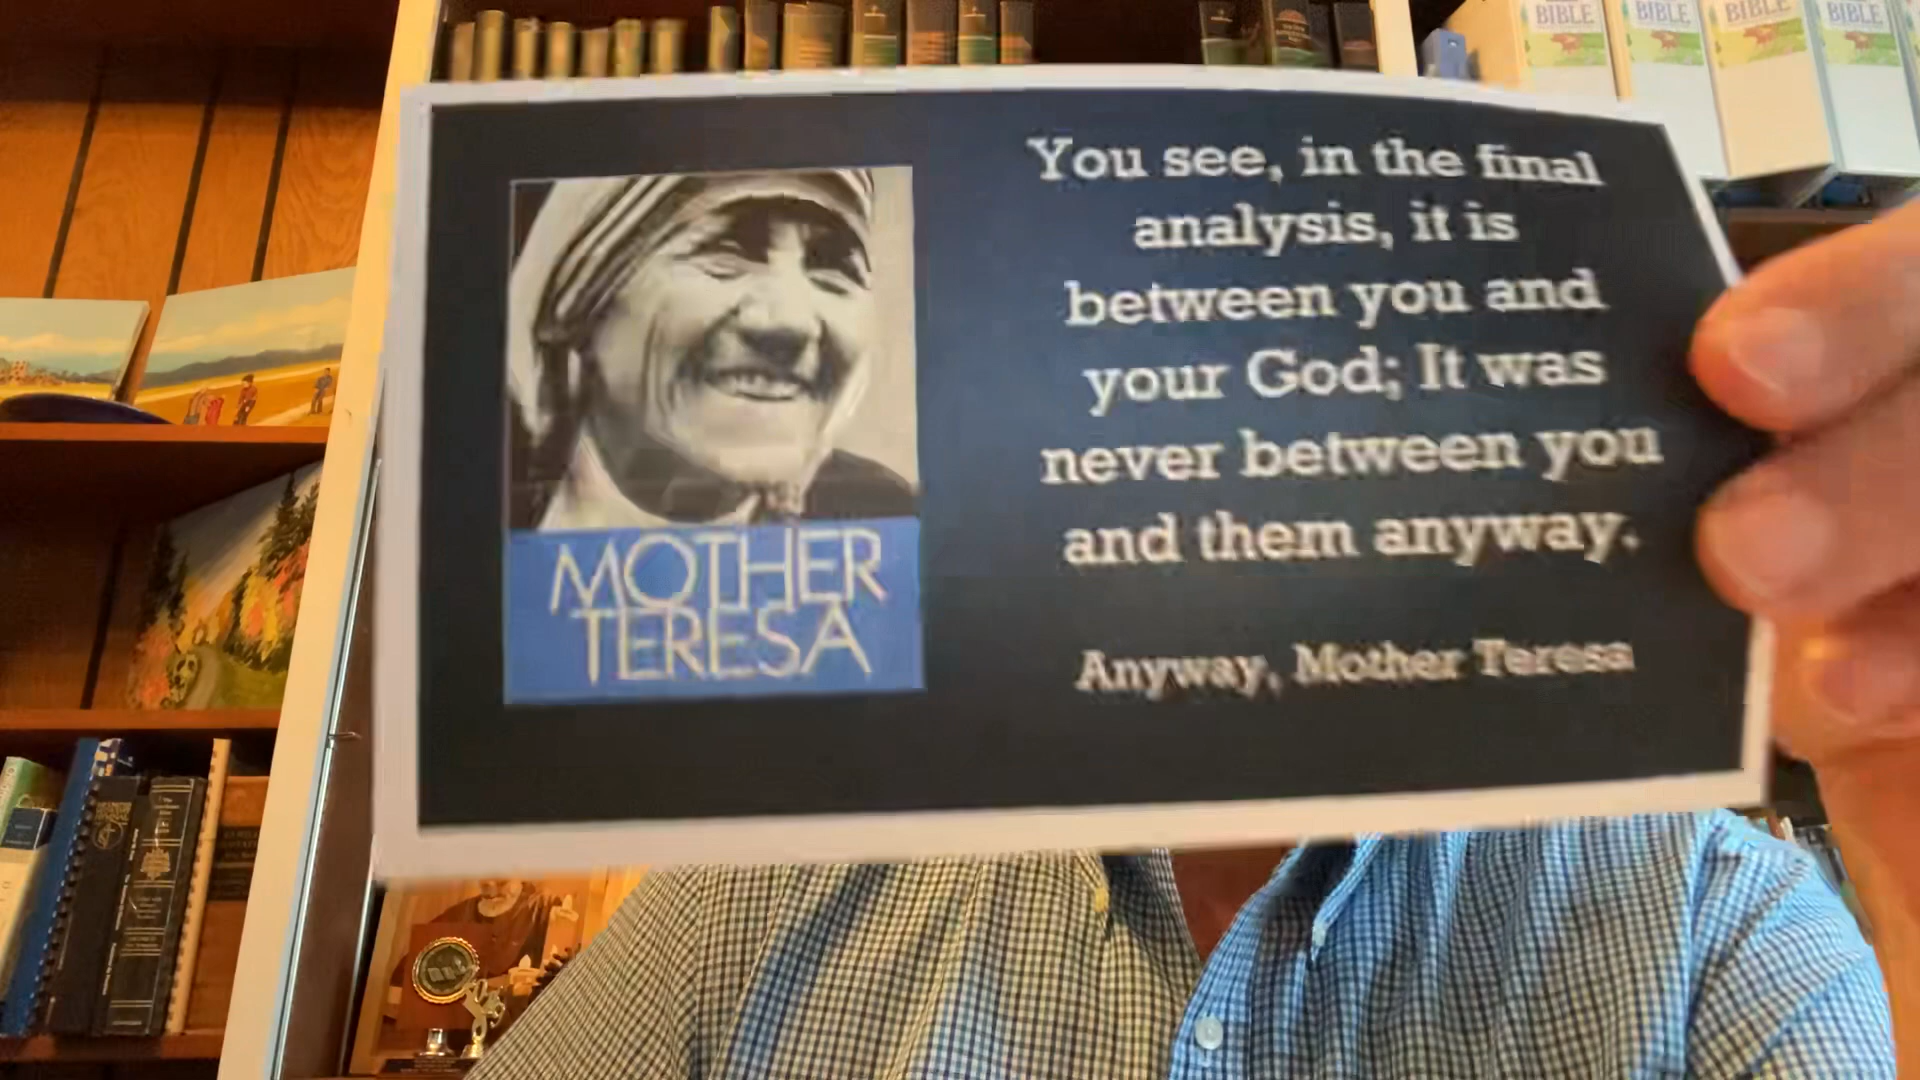 BIBLE
BIBLE
BIBLE
BIBLE
You see, in the final
analysis, it is
between you and
your God; It was
never between you
and them anyway.
Anyway, Mother Teresa
MOTHER
TERESA